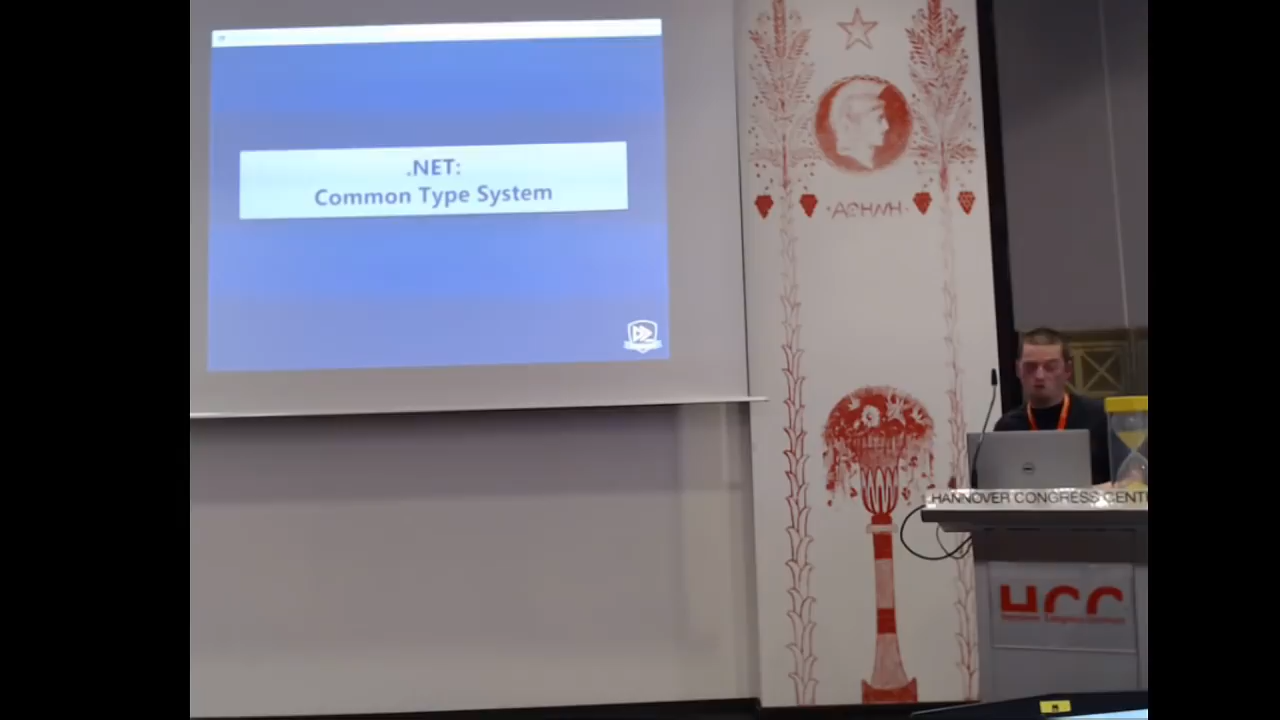 .NET:
Common Type System
·ΑΘΗΝΗ·
HANNOVER CONGRESS CENT
HCC